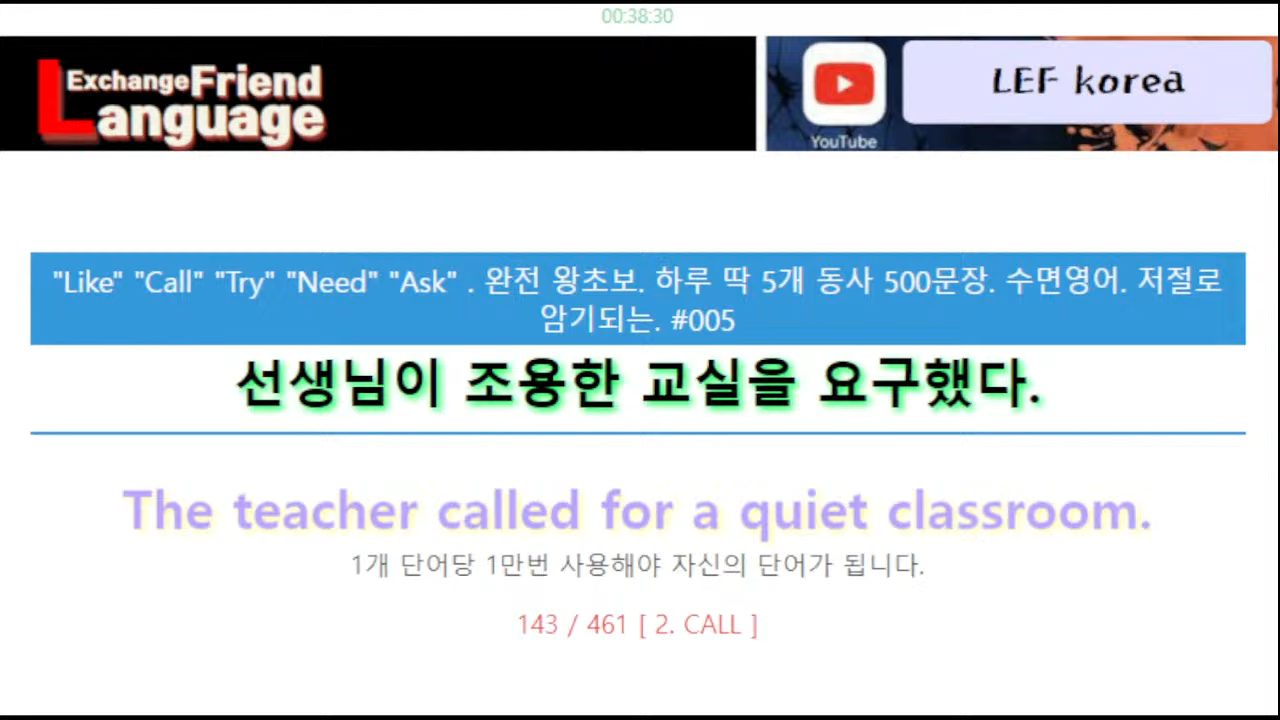 00:38:30
ExchangeFriend
Language
LEF korea
YouTube
"Like" "Call" "Try" "Need" "Ask" . 완전 왕초보. 하루 딱 5개 동사 500문장. 수면영어. 저절로
암기되는. #005
선생님이 조용한 교실을 요구했다.
The teacher called for a quiet classroom.
1개 단어당 1만번 사용해야 자신의 단어가 됩니다.
143 / 461 [ 2. CALL ]